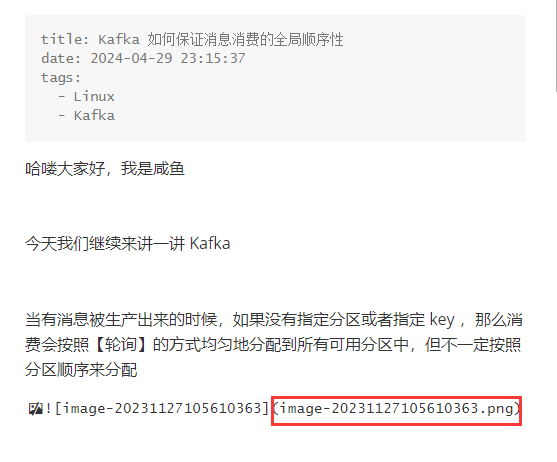 title: Kafka 如何保证消息消费的全局顺序性
date: 2024-04-29 23:15:37
tags:
- Linux
- Kafka
哈喽大家好，我是咸鱼
今天我们继续来讲一讲 Kafka
当有消息被生产出来的时候，如果没有指定分区或者指定 key ，那么消
费会按照【轮询】的方式均匀地分配到所有可用分区中，但不一定按照
分区顺序来分配
![image-20231127105610363](image-20231127105610363.png)